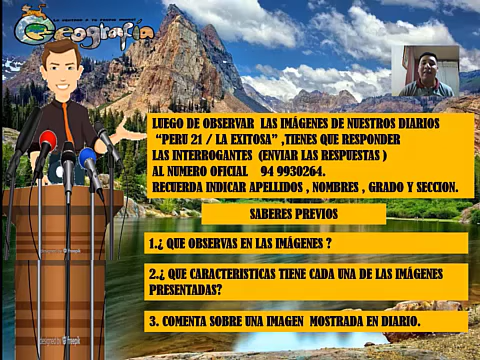 Geografía
LUEGO DE OBSERVAR LAS IMÁGENES DE NUESTROS DIARIOS
“PERU 21 / LA EXITOSA” ,TIENES QUE RESPONDER
LAS INTERROGANTES (ENVIAR LAS RESPUESTAS )
AL NUMERO OFICIAL 94 9930264.
RECUERDA INDICAR APELLIDOS , NOMBRES , GRADO Y SECCION.
SABERES PREVIOS
1.¿ QUE OBSERVAS EN LAS IMÁGENES ?
2.¿ QUE CARACTERISTICAS TIENE CADA UNA DE LAS IMÁGENES
PRESENTADAS?
3. COMENTA SOBRE UNA IMAGEN MOSTRADA EN DIARIO.
designed by freepik